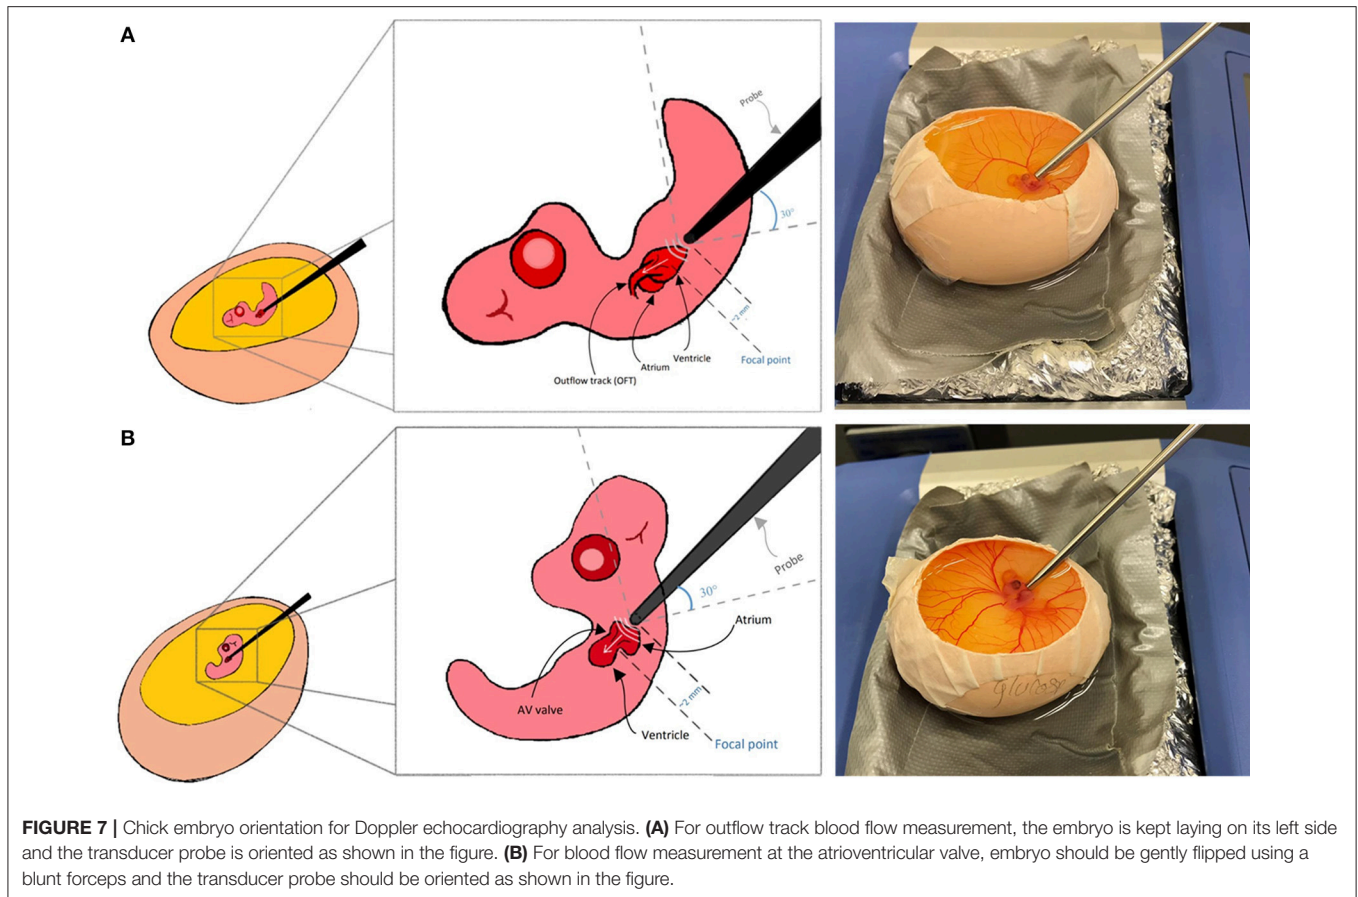 A
Probe
30°
~2 mm
Ventricle
Focal point
Atrium
Outflow track (OFT)
B
Probe
30°
Atrium
~2 mm
AV valve
Ventricle
Focal point
glucose
FIGURE 7 | Chick embryo orientation for Doppler echocardiography analysis. (A) For outflow track blood flow measurement, the embryo is kept laying on its left side
and the transducer probe is oriented as shown in the figure. (B) For blood flow measurement at the atrioventricular valve, embryo should be gently flipped using a
blunt forceps and the transducer probe should be oriented as shown in the figure.